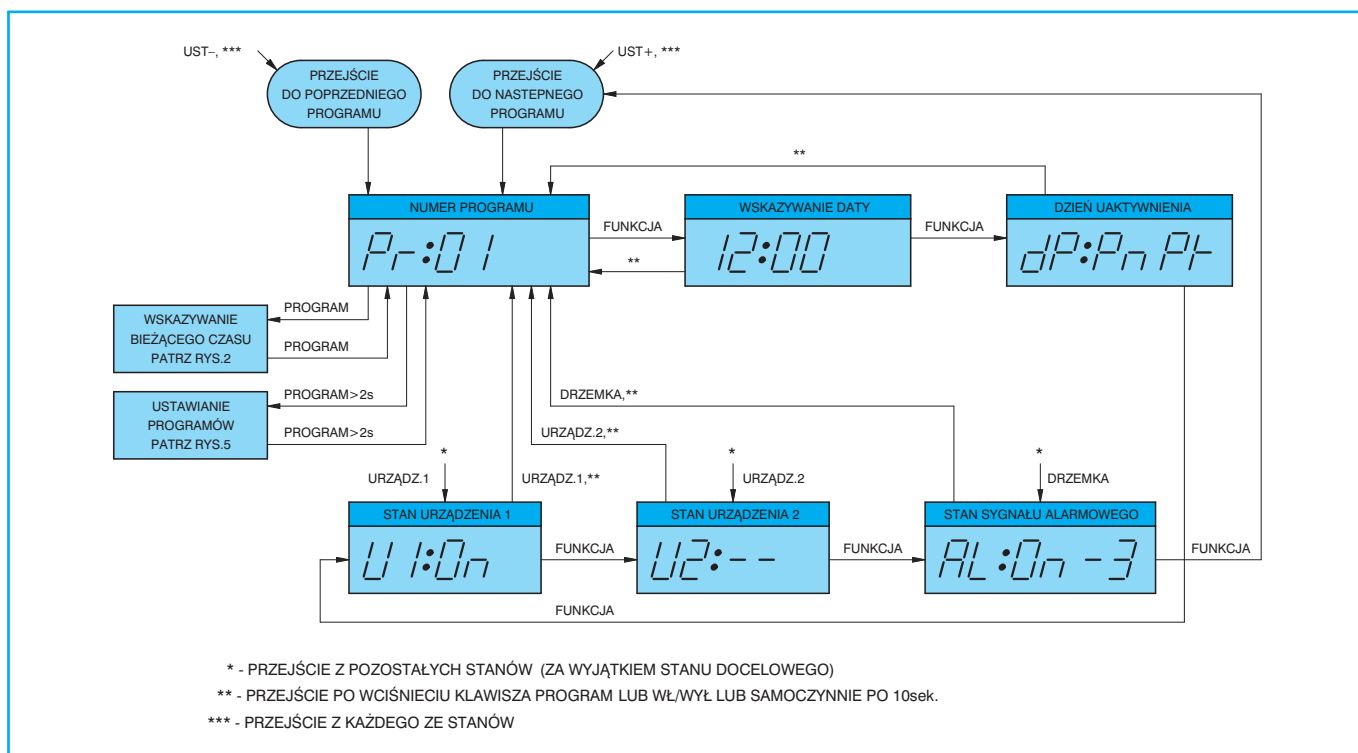 UST–, ***
UST+, ***
PRZEJŚCIE
DO POPRZEDNIEGO
PROGRAMU
PRZEJŚCIE
DO NASTEPNEGO
PROGRAMU
**
NUMER PROGRAMU
Pr:01
FUNKCJA
**
WSKAZYWANIE DATY
12:00
FUNKCJA
DZIEŃ UAKTYWNIENIA
dP:PnPt
WSKAZYWANIE
BIEŻĄCEGO CZASU
PATRZ RYS.2
PROGRAM
PROGRAM
USTAWIANIE
PROGRAMÓW
PATRZ RYS.5
PROGRAM>2s
PROGRAM>2s
DRZEMKA,**
URZĄDZ.2,**
URZĄDZ.1,**
*
URZĄDZ.1
*
URZĄDZ.2
*
DRZEMKA
STAN URZĄDZENIA 1
U1:On
FUNKCJA
STAN URZĄDZENIA 2
U2:--
FUNKCJA
STAN SYGNAŁU ALARMOWEGO
AL:On-3
FUNKCJA
FUNKCJA
* - PRZEJŚCIE Z POZOSTAŁYCH STANÓW (ZA WYJĄTKIEM STANU DOCELOWEGO)
** - PRZEJŚCIE PO WCIŚNIECIU KLAWISZA PROGRAM LUB WŁ/WYŁ LUB SAMOCZYNNIE PO 10sek.
*** - PRZEJŚCIE Z KAŻDEGO ZE STANÓW